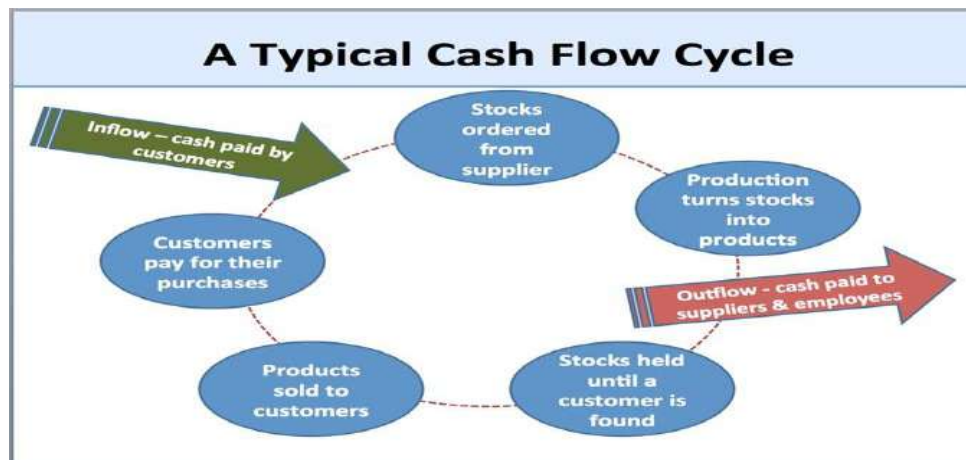 A Typical Cash Flow Cycle
Inflow – cash paid by
customers
Stocks
ordered
from
supplier
Production
turns stocks
into
products
Outflow - cash paid to
suppliers & employees
Stocks held
until a
customer is
found
Products
sold to
customers
Customers
pay for their
purchases